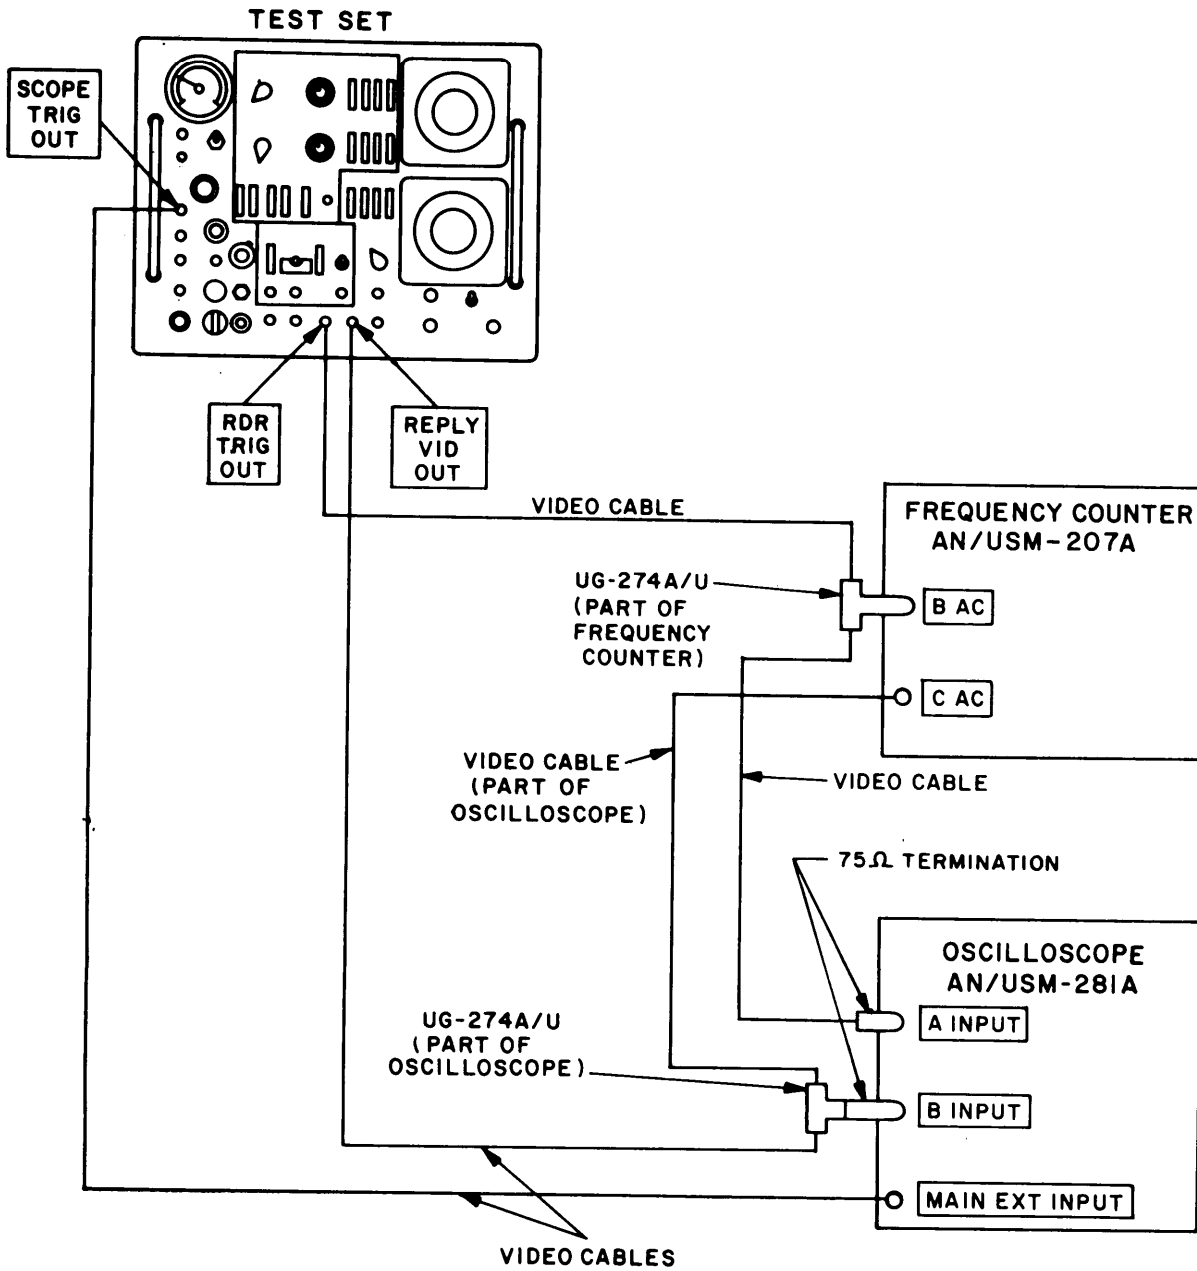 TEST SET
SCOPE
TRIG
OUT
RDR
TRIG
OUT
REPLY
VID
OUT
VIDEO CABLE
FREQUENCY COUNTER
AN/USM-207A
UG-274A/U
(PART OF
FREQUENCY
COUNTER)
B AC
C AC
VIDEO CABLE
(PART OF
OSCILLOSCOPE)
VIDEO CABLE
75Ω TERMINATION
OSCILLOSCOPE
AN/USM-281A
A INPUT
UG-274A/U
(PART OF
OSCILLOSCOPE)
B INPUT
MAIN EXT INPUT
VIDEO CABLES